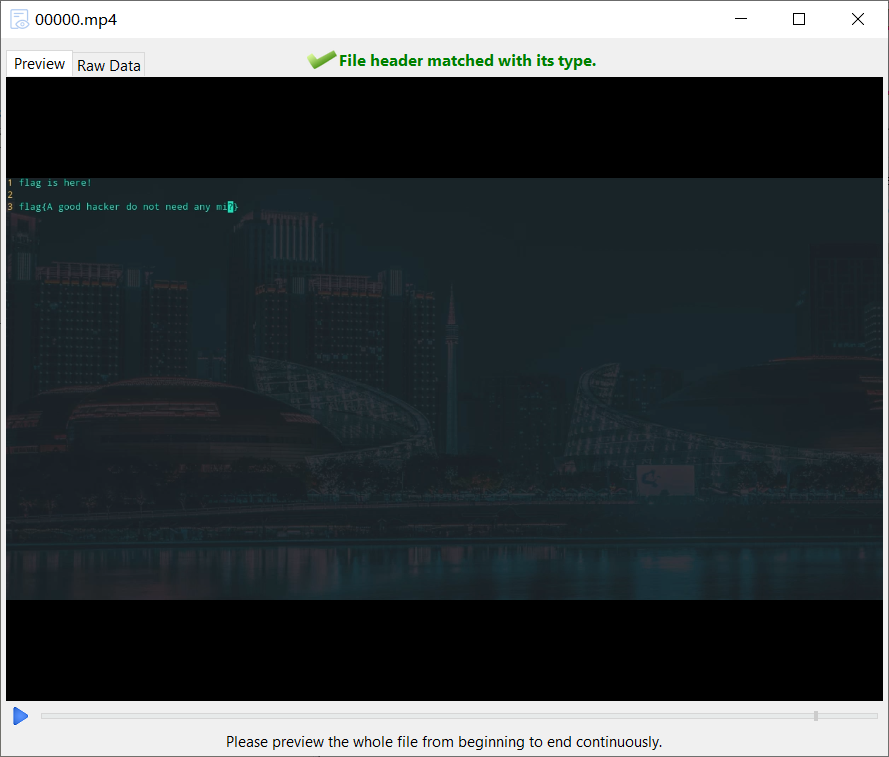 00000.mp4
Preview
Raw Data
File header matched with its type.
1 flag is here!
2
3 flag{A good hacker do not need any mi?}
Please preview the whole file from beginning to end continuously.